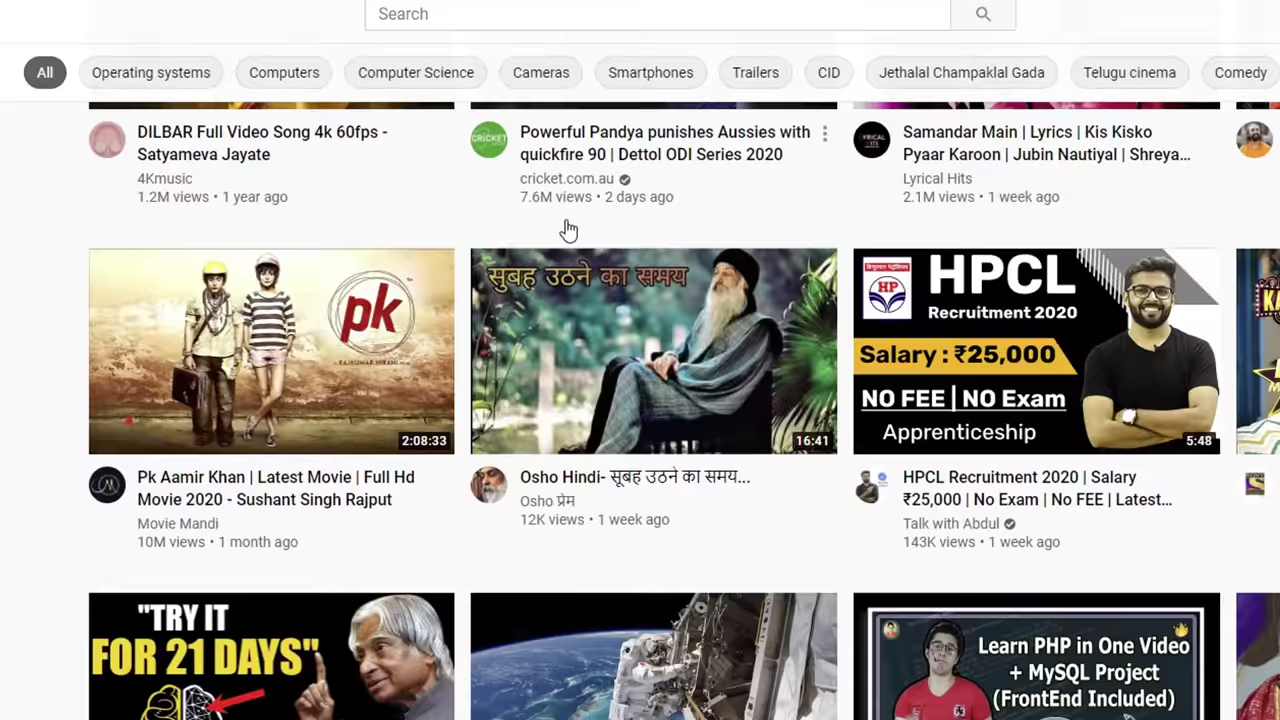 Search
All
Operating systems
Computers
Computer Science
Cameras
Smartphones
Trailers
CID
Jethalal Champaklal Gada
Telugu cinema
Comedy
DILBAR Full Video Song 4k 60fps -
Satyameva Jayate
4Kmusic
1.2M views • 1 year ago
CRICKET
Powerful Pandya punishes Aussies with
quickfire 90 | Dettol ODI Series 2020
cricket.com.au
7.6M views • 2 days ago
Samandar Main | Lyrics | Kis Kisko
Pyaar Karoon | Jubin Nautiyal | Shreya...
Lyrical Hits
2.1M views • 1 week ago
pk
2:08:33
Pk Aamir Khan | Latest Movie | Full Hd
Movie 2020 - Sushant Singh Rajput
Movie Mandi
10M views • 1 month ago
सुबह उठने का समय
16:41
Osho Hindi- सूबह उठने का समय...
Osho प्रेम
12K views • 1 week ago
HP
HPCL
Recruitment 2020
Salary : ₹25,000
NO FEE | NO Exam
Apprenticeship
5:48
HPCL Recruitment 2020 | Salary
₹25,000 | No Exam | No FEE | Latest...
Talk with Abdul
143K views • 1 week ago
"TRY IT
FOR 21 DAYS"
Learn PHP in One Video
+ MySQL Project
(FrontEnd Included)